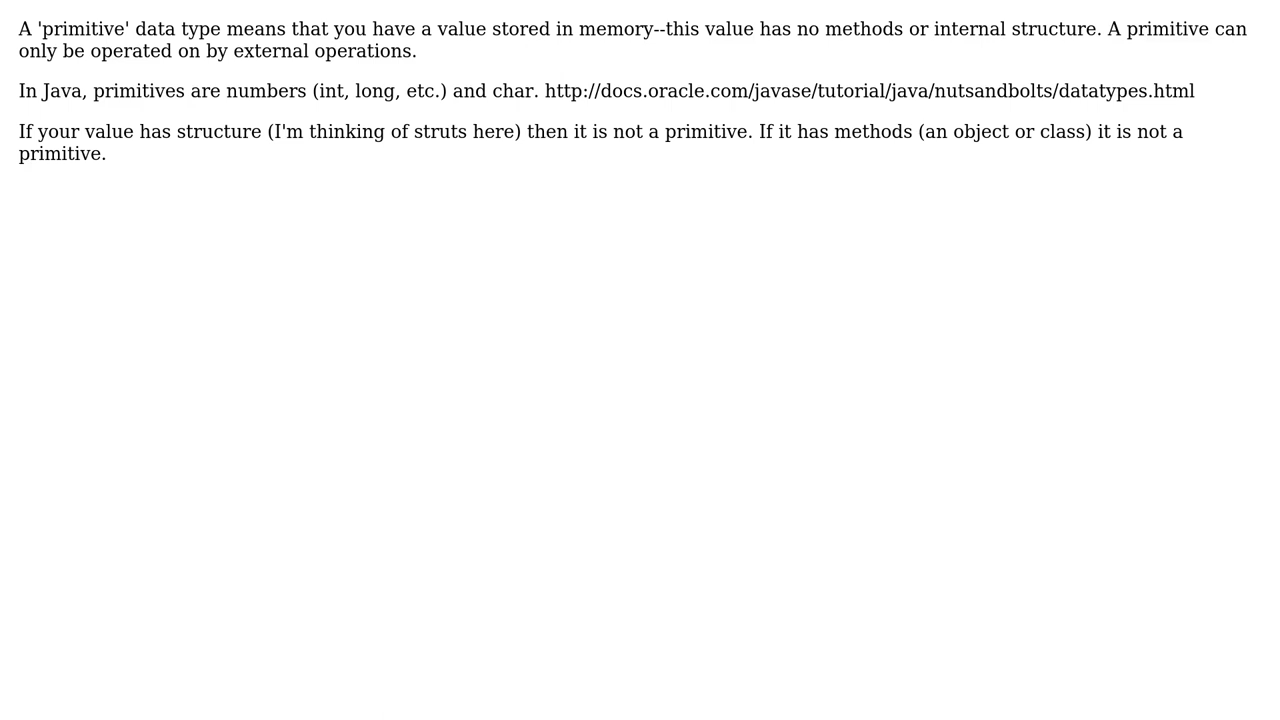 A 'primitive' data type means that you have a value stored in memory--this value has no methods or internal structure. A primitive can
only be operated on by external operations.
In Java, primitives are numbers (int, long, etc.) and char. http://docs.oracle.com/javase/tutorial/java/nutsandbolts/datatypes.html
If your value has structure (I'm thinking of struts here) then it is not a primitive. If it has methods (an object or class) it is not a
primitive.